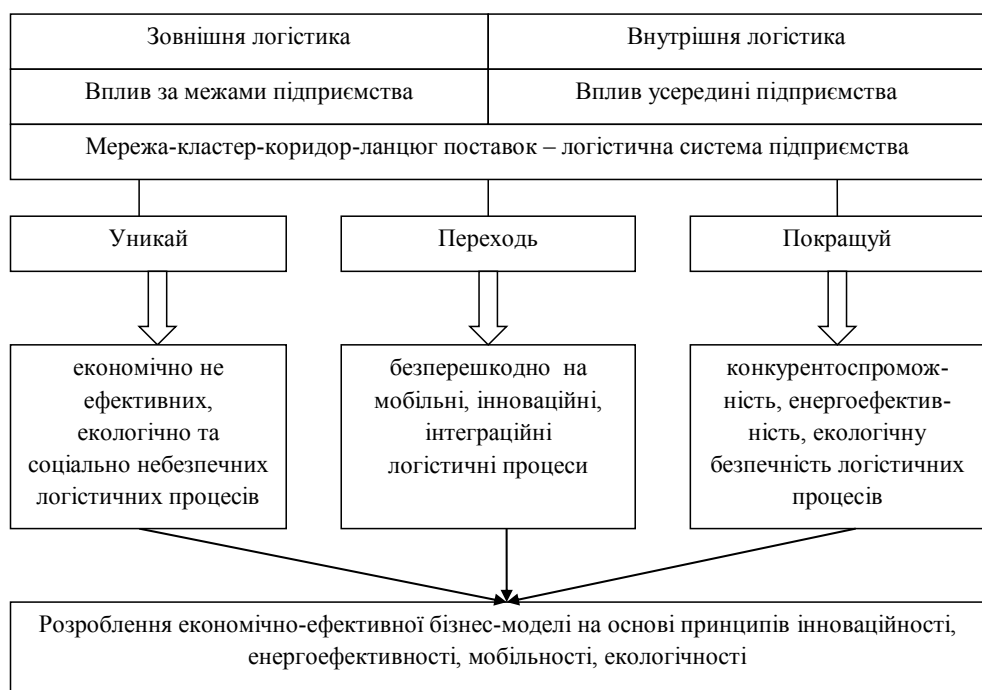 Зовнішня логістика
Внутрішня логістика
Вплив за межами підприємства
Вплив усередині підприємства
Мережа-кластер-коридор-ланцюг поставок – логістична система підприємства
Уникай
Переходь
Покращуй
економічно не
ефективних,
екологічно та
соціально небезпечних
логістичних процесів
безперешкодно на
мобільні, інноваційні,
інтеграційні
логістичні процеси
конкурентоспромож-
ність, енергоефектив-
ність, екологічну
безпечність логістичних
процесів
Розроблення економічно-ефективної бізнес-моделі на основі принципів інноваційності,
енергоефективності, мобільності, екологічності